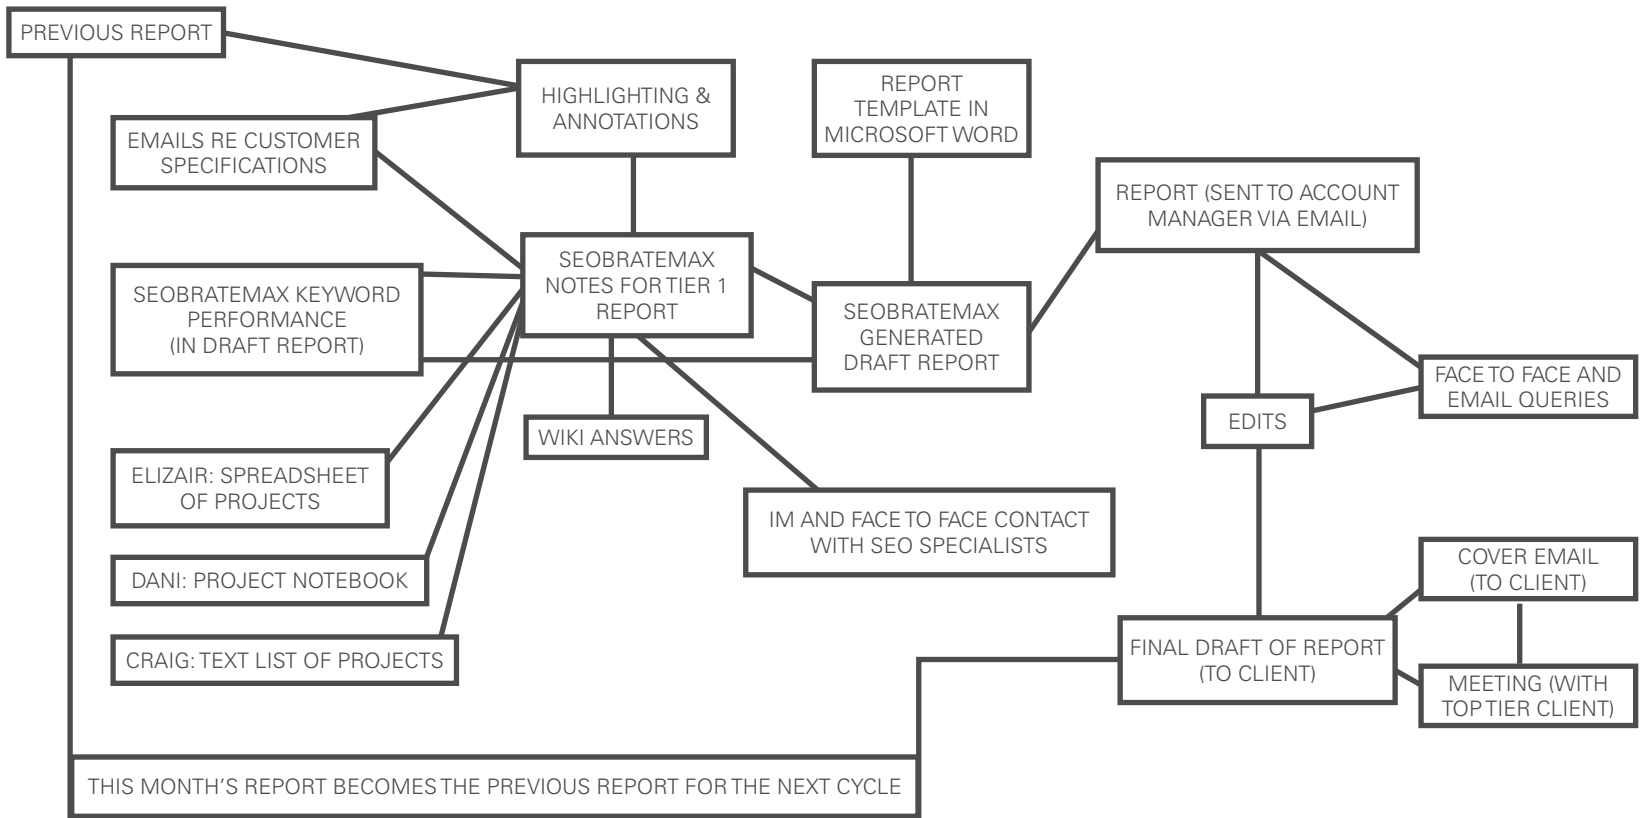 PREVIOUS REPORT
HIGHLIGHTING &
ANNOTATIONS
REPORT
TEMPLATE IN
MICROSOFT WORD
EMAILS RE CUSTOMER
SPECIFICATIONS
REPORT (SENT TO ACCOUNT
MANAGER VIA EMAIL)
SEOBRATEMAX
NOTES FOR TIER 1
REPORT
SEOBRATEMAX KEYWORD
PERFORMANCE
(IN DRAFT REPORT)
SEOBRATEMAX
GENERATED
DRAFT REPORT
FACE TO FACE AND
EMAIL QUERIES
EDITS
WIKI ANSWERS
ELIZAIR: SPREADSHEET
OF PROJECTS
IM AND FACE TO FACE CONTACT
WITH SEO SPECIALISTS
DANI: PROJECT NOTEBOOK
COVER EMAIL
(TO CLIENT)
CRAIG: TEXT LIST OF PROJECTS
FINAL DRAFT OF REPORT
(TO CLIENT)
MEETING (WITH
TOP TIER CLIENT)
THIS MONTH'S REPORT BECOMES THE PREVIOUS REPORT FOR THE NEXT CYCLE